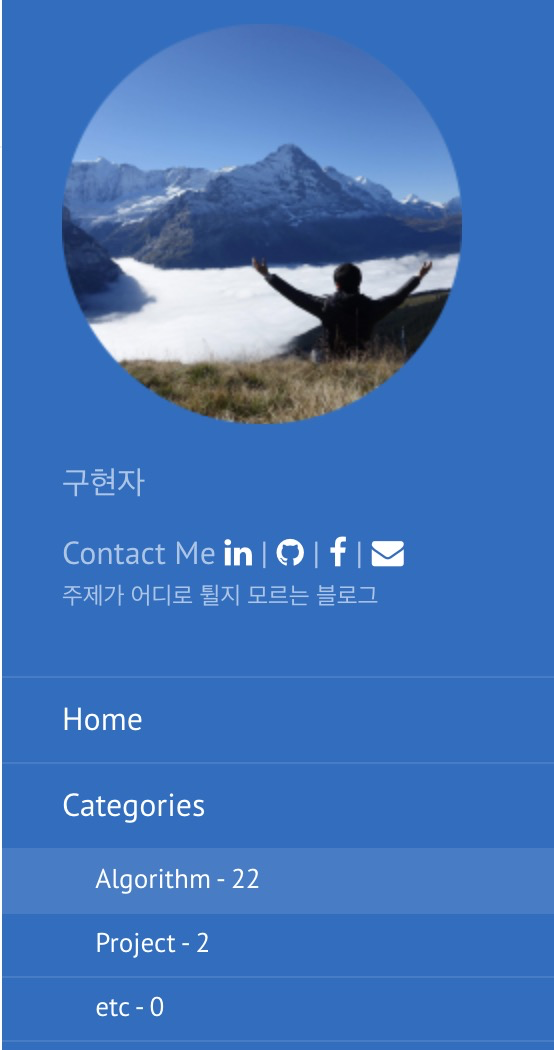 구현자
Contact Me in | | f |
주제가 어디로 튈지 모르는 블로그
Home
Categories
Algorithm - 22
Project - 2
etc - 0